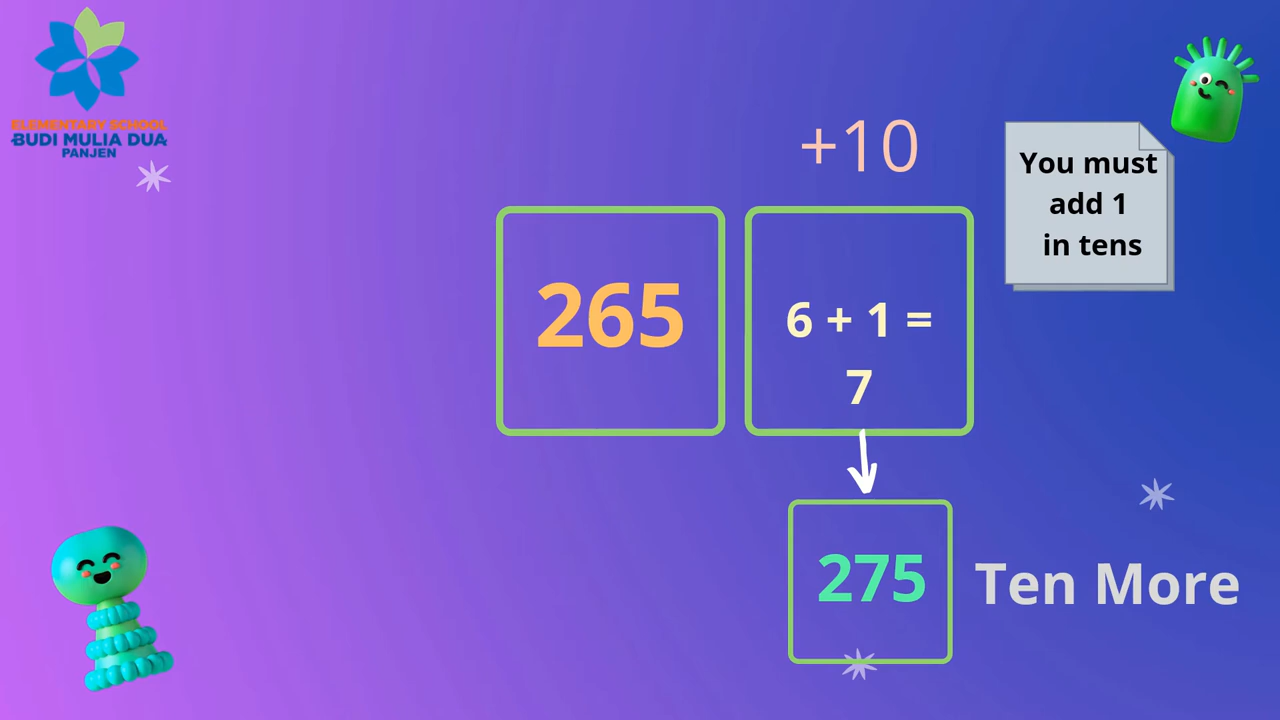 ELEMENTARY SCHOOL
BUDI MULIA DUA
PANJEN
+10
You must
add 1
in tens
265
6 + 1 =
7
275
Ten More